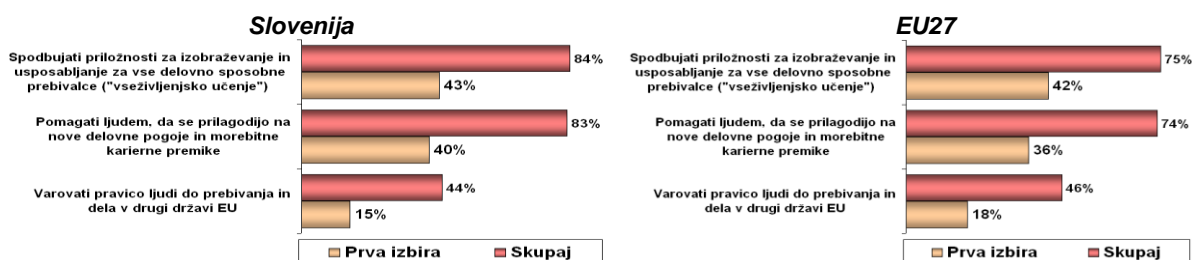 Slovenija
Spodbujati priložnosti za izobraževanje in
usposabljanje za vse delovno sposobne
prebivalce ("vseživljenjsko učenje")
84%
43%
Pomagati ljudem, da se prilagodijo na
nove delovne pogoje in morebitne
karierne premike
83%
40%
Varovati pravico ljudi do prebivanja in
dela v drugi državi EU
44%
15%
Prva izbira
Skupaj
EU27
Spodbujati priložnosti za izobraževanje in
usposabljanje za vse delovno sposobne
prebivalce ("vseživljenjsko učenje")
75%
42%
Pomagati ljudem, da se prilagodijo na
nove delovne pogoje in morebitne
karierne premike
74%
36%
Varovati pravico ljudi do prebivanja in
dela v drugi državi EU
46%
18%
Prva izbira
Skupaj